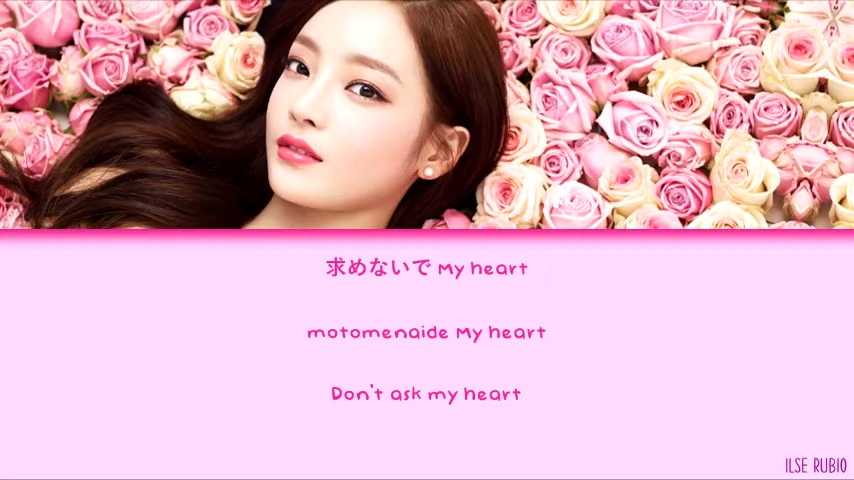 求めないで My heart
motomenaide My heart
Don't ask my heart
ILSE RUBIO